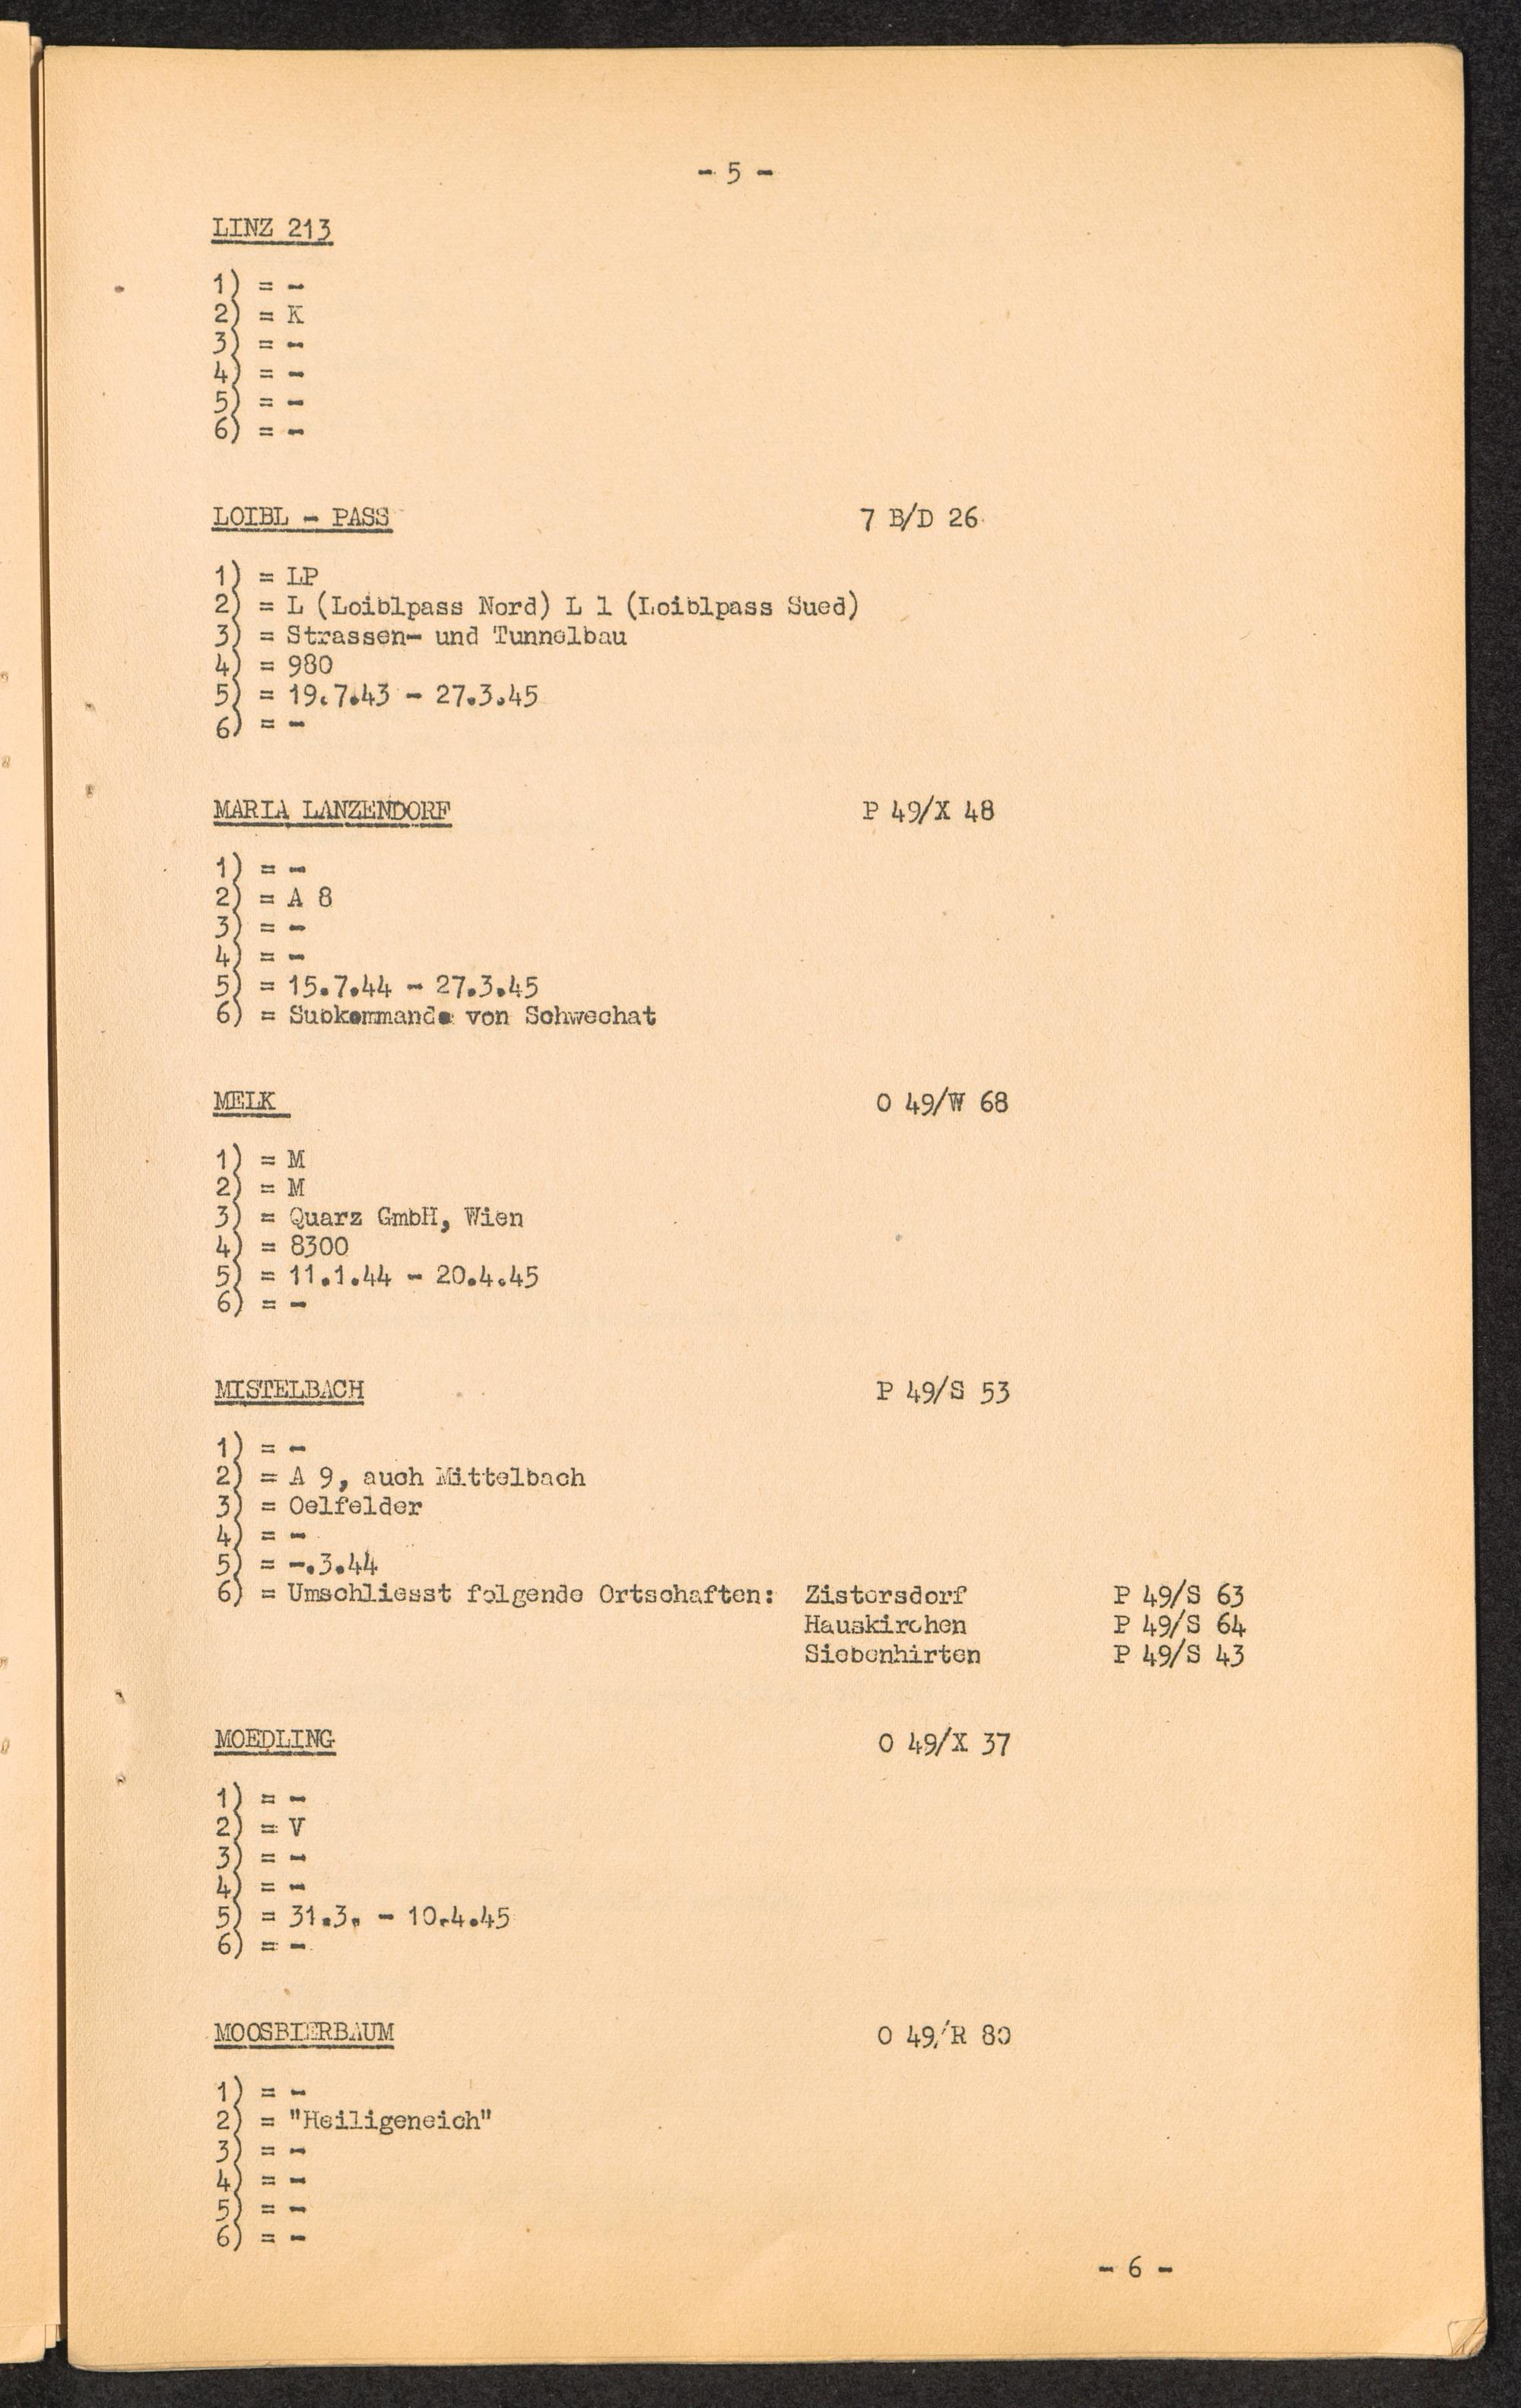 - 5 -
LINZ 213
1) = -
2) = K
3) = -
4) = -
5) = -
6) = -
LOIBL - PASS 7 B/D 26
1) = LP
2) = L (Loiblpass Nord) L 1 (Loiblpass Sued)
3) = Strassen- und Tunnelbau
4) = 980
5) = 19.7.43 - 27.3.45
6) = -
MARIA LANZENDORF P 49/X 48
1) = -
2) = A 8
3) = -
4) = -
5) = 15.7.44 - 27.3.45
6) = Subkommando von Schwechat
MELK O 49/W 68
1) = M
2) = M
3) = Quarz GmbH, Wien
4) = 8300
5) = 11.1.44 - 20.4.45
6) = -
MISTELBACH P 49/S 53
1) = -
2) = A 9, auch Mittelbach
3) = Oelfelder
4) = -
5) = -.3.44
6) = Umschliesst folgende Ortschaften: Zistersdorf P 49/S 63
Hauskirchen P 49/S 64
Siebenhirten P 49/S 43
MOEDLING O 49/X 37
1) = -
2) = V
3) = -
4) = -
5) = 31.3. - 10.4.45
6) = -
MOOSBIERBAUM O 49/R 80
1) = -
2) = "Heiligeneich"
3) = -
4) = -
5) = -
6) = -
- 6 -